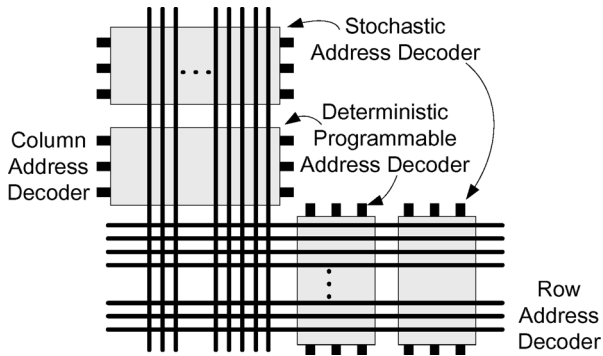 Stochastic
Address Decoder
Deterministic
Programmable
Address Decoder
Column
Address
Decoder
Row
Address
Decoder